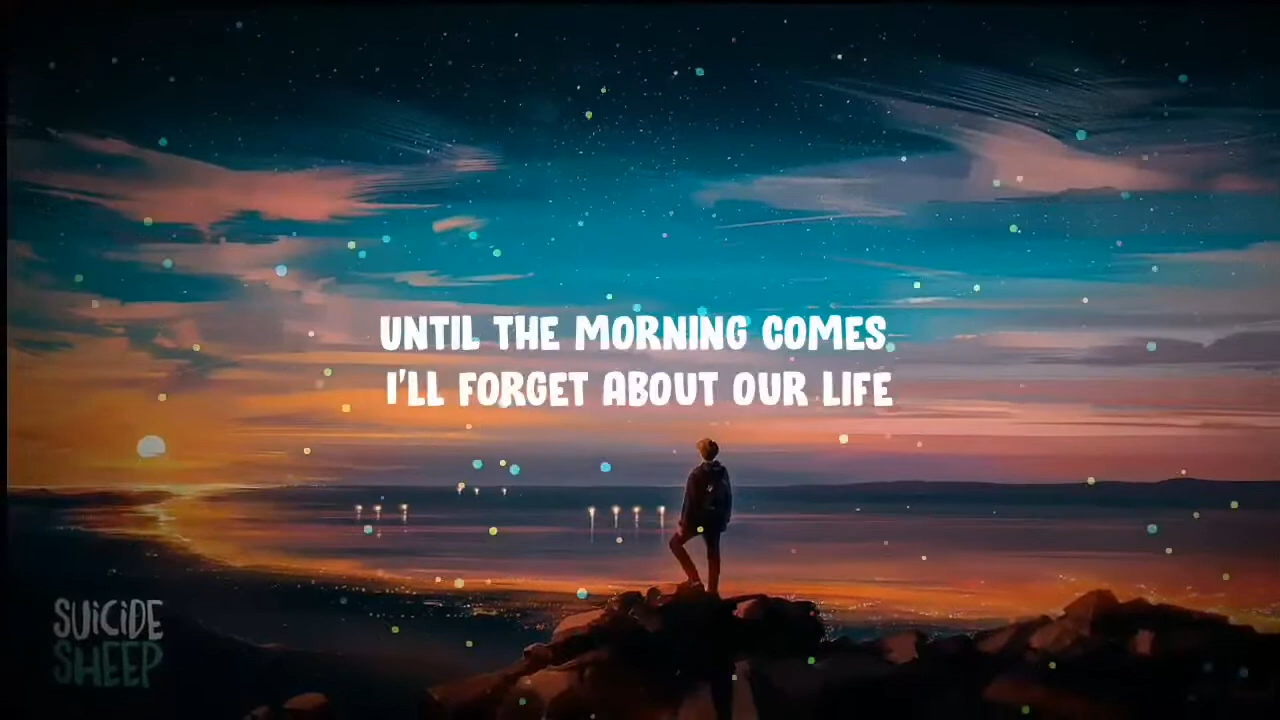 UNTIL THE MORNING COMES
I'LL FORGET ABOUT OUR LIFE
SUiCiDE
SHEEP